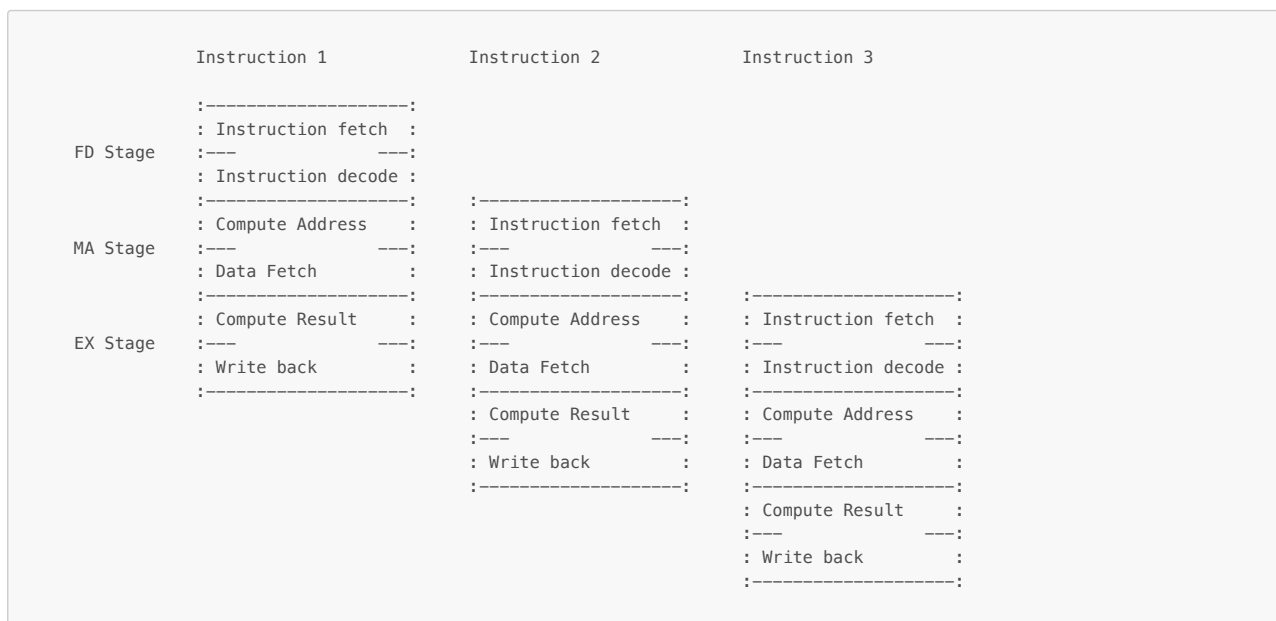 Instruction 1              Instruction 2              Instruction 3
            :--------------------:
            : Instruction fetch  :
FD Stage    :---              ---:
            : Instruction decode :
            :--------------------:     :--------------------:
            : Compute Address    :     : Instruction fetch  :
MA Stage    :---              ---:     :---              ---:
            : Data Fetch         :     : Instruction decode :
            :--------------------:     :--------------------:     :--------------------:
            : Compute Result     :     : Compute Address    :     : Instruction fetch  :
EX Stage    :---              ---:     :---              ---:     :---              ---:
            : Write back         :     : Data Fetch         :     : Instruction decode :
            :--------------------:     :--------------------:     :--------------------:
                                       : Compute Result     :     : Compute Address    :
                                       :---              ---:     :---              ---:
                                       : Write back         :     : Data Fetch         :
                                       :--------------------:     :--------------------:
                                                                  : Compute Result     :
                                                                  :---              ---:
                                                                  : Write back         :
                                                                  :--------------------: